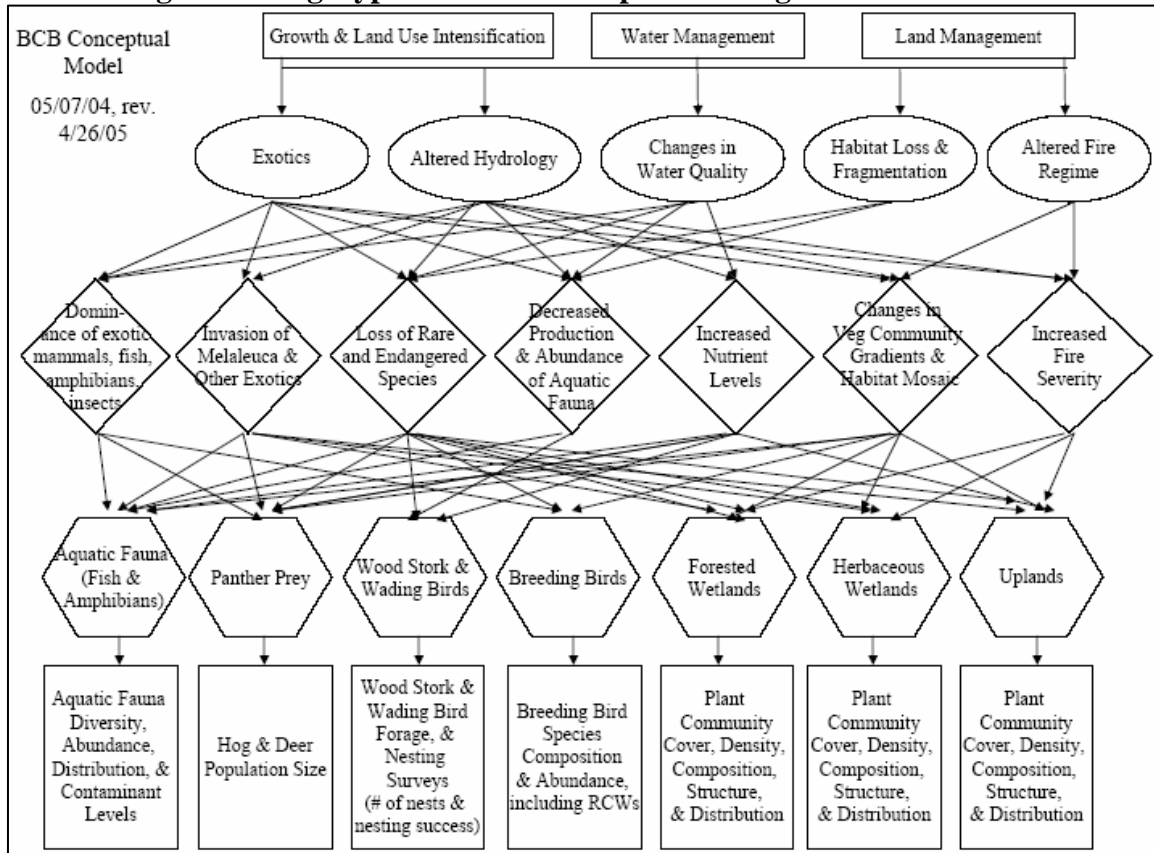 BCB Conceptual
Model
05/07/04, rev.
4/26/05
Growth & Land Use Intensification
Water Management
Land Management
Exotics
Altered Hydrology
Changes in
Water Quality
Habitat Loss &
Fragmentation
Altered Fire
Regime
Domin-
ance of exotic
mammals, fish,
amphibians,
insects
Invasion of
Melaleuca &
Other Exotics
Loss of Rare
and Endangered
Species
Decreased
Production
& Abundance
of Aquatic
Fauna
Increased
Nutrient
Levels
Changes in
Veg Community
Gradients &
Habitat Mosaic
Increased
Fire
Severity
Aquatic Fauna
(Fish &
Amphibians)
Panther Prey
Wood Stork &
Wading Birds
Breeding Birds
Forested
Wetlands
Herbaceous
Wetlands
Uplands
Aquatic Fauna
Diversity,
Abundance,
Distribution, &
Contaminant
Levels
Hog & Deer
Population Size
Wood Stork &
Wading Bird
Forage, &
Nesting
Surveys
(# of nests &
nesting success)
Breeding Bird
Species
Composition
& Abundance,
including RCWs
Plant
Community
Cover, Density,
Composition,
Structure,
& Distribution
Plant
Community
Cover, Density,
Composition,
Structure,
& Distribution
Plant
Community
Cover, Density,
Composition,
Structure,
& Distribution